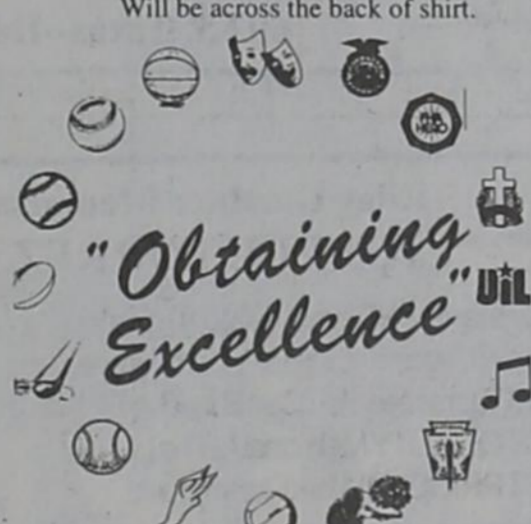 Will be across the back of shirt.
"Obtaining
Excellence"
UIL